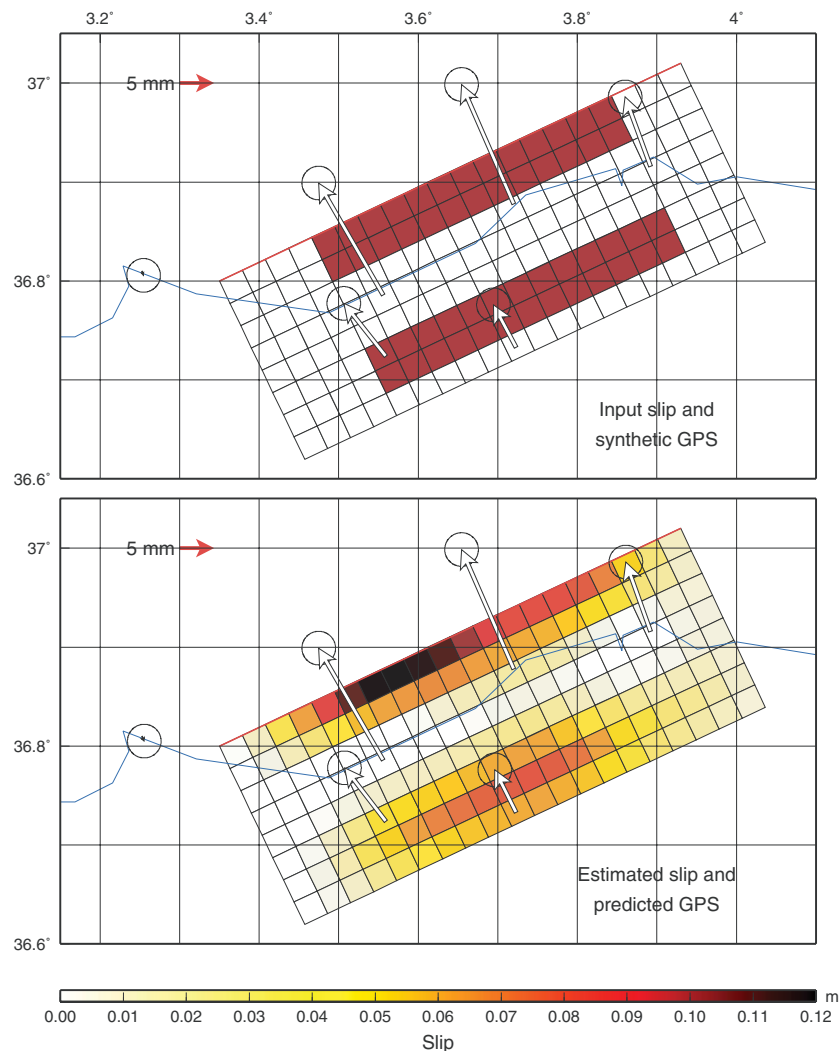 3.2° 3.4° 3.6° 3.8° 4°
37°
5 mm
36.8°
Input slip and
synthetic GPS
36.6°
37°
5 mm
36.8°
Estimated slip and
predicted GPS
36.6°
m
0.00 0.01 0.02 0.03 0.04 0.05 0.06 0.07 0.08 0.09 0.10 0.11 0.12
Slip